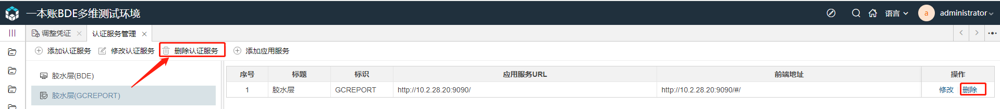 一本账BDE多维测试环境 语言 a administrator
调整凭证 认证服务管理
添加认证服务 修改认证服务 删除认证服务 添加应用服务
胶水层(BDE)
胶水层(GCREPORT)
序号 标题 标识 应用服务URL 前端地址 操作
1 胶水层 GCREPORT http://10.2.28.20:9090/ http://10.2.28.20:9090/#/ 修改 删除